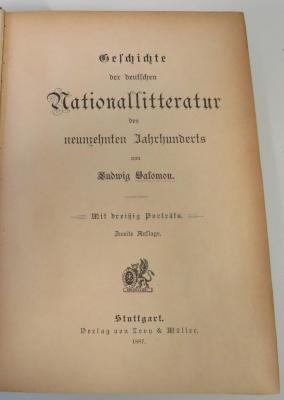 Geschichte
der deutschen
Nationallitteratur
des
neunzehnten Jahrhunderts
von
Ludwig Salomon.
Mit dreißig Porträts.
Zweite Auflage.
Stuttgart.
Verlag von Levy & Müller.
1887.